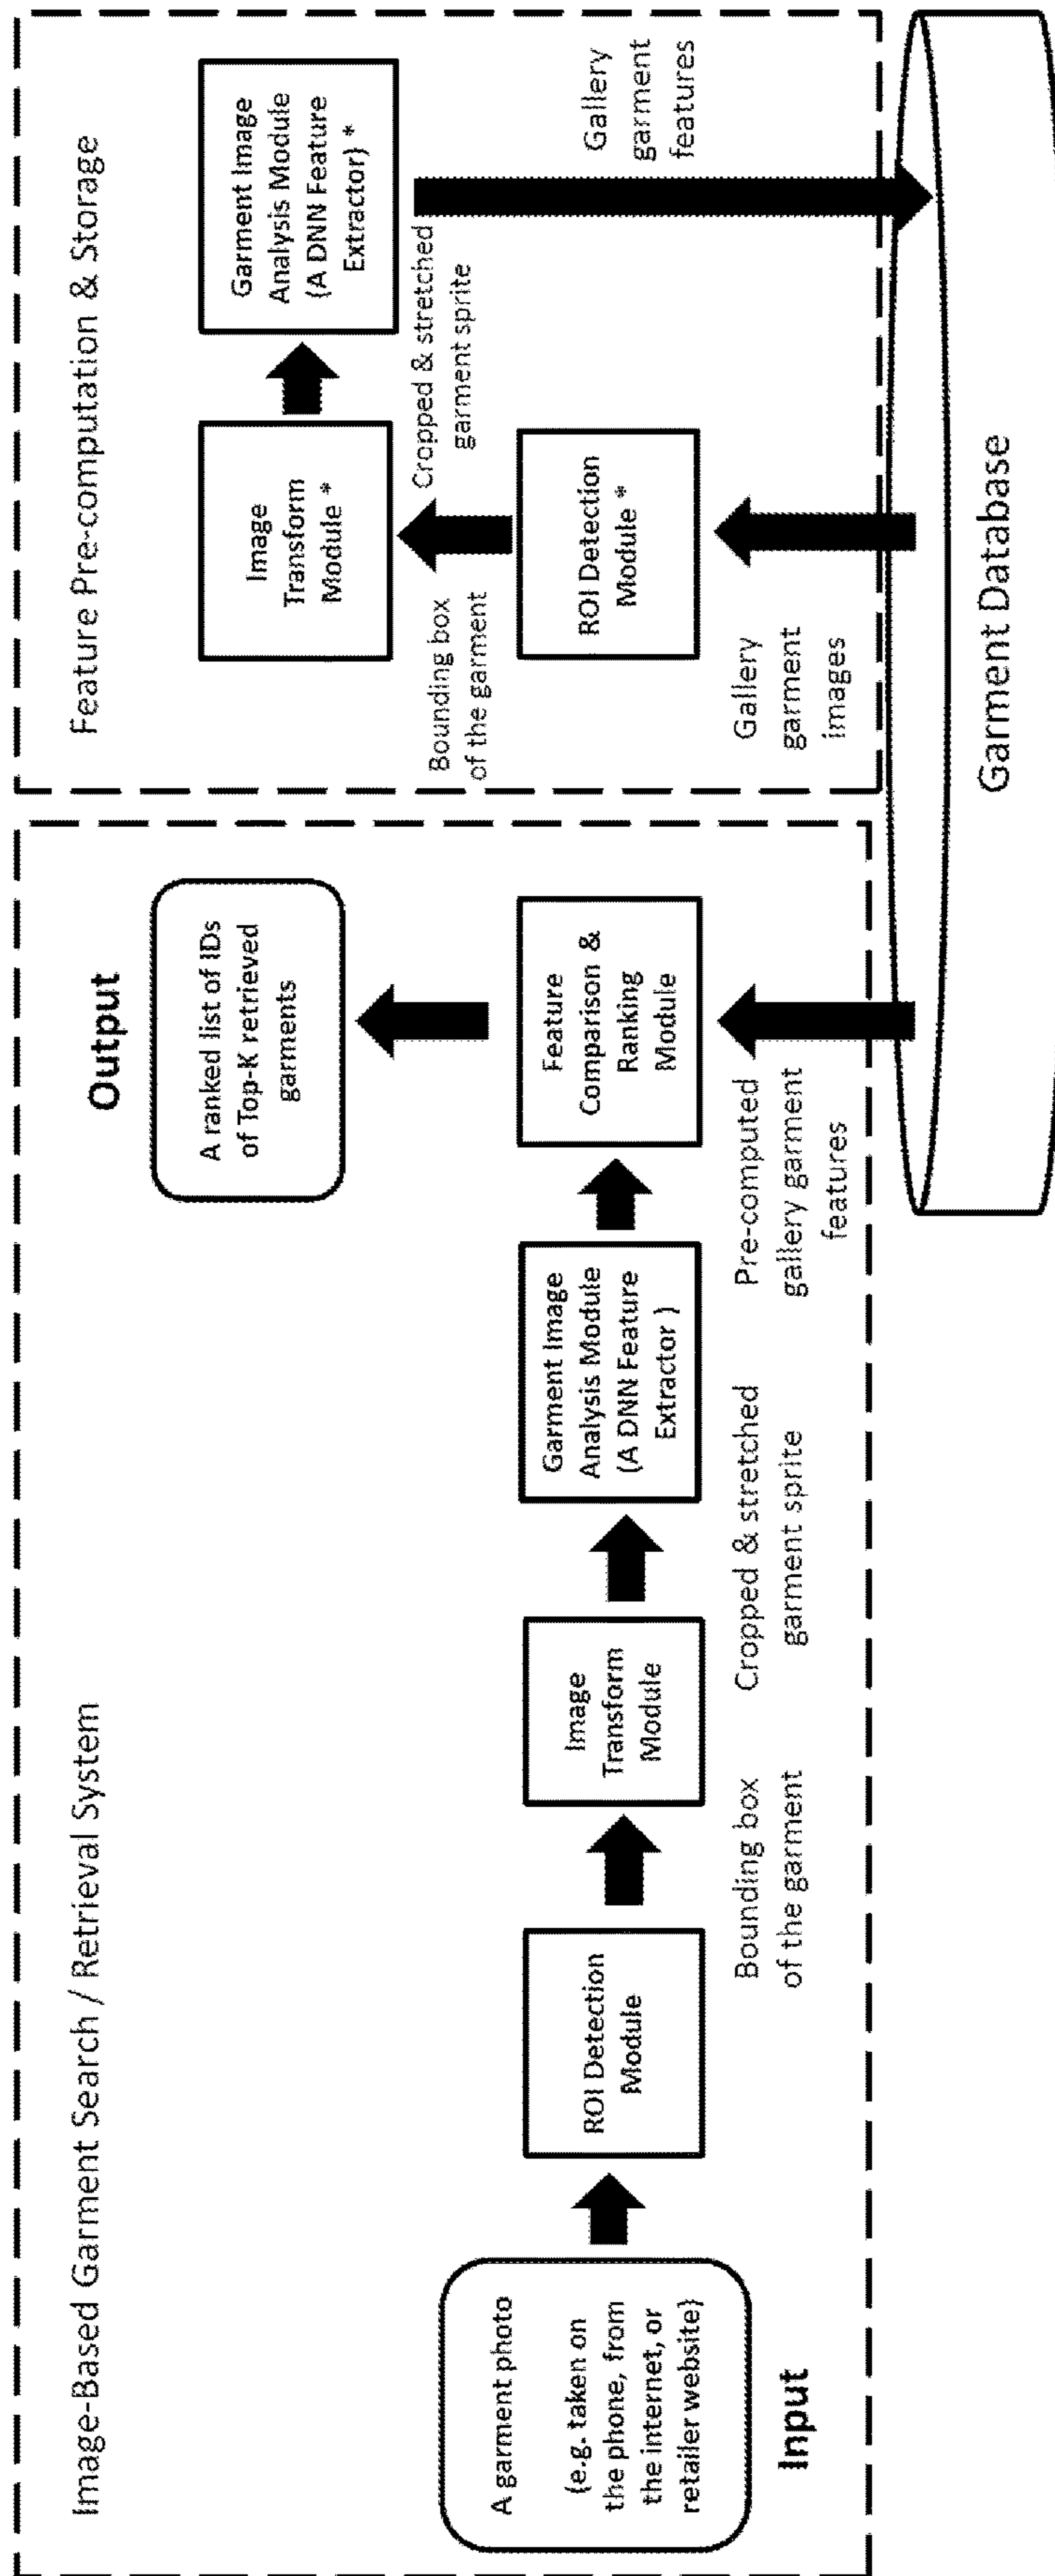 Image-Based Garment Search / Retrieval System
A garment photo
(e.g. taken on
the phone, from
the internet, or
retailer website)
Input
ROI Detection
Module
Bounding box
of the garment
Image
Transform
Module
Cropped & stretched
garment sprite
Garment Image
Analysis Module
(A DNN Feature
Extractor )
Feature
Comparison &
Ranking
Module
Pre-computed
gallery garment
features
Output
A ranked list of IDs
of Top-K retrieved
garments
Feature Pre-computation & Storage
Gallery
garment
images
ROI Detection
Module *
Bounding box
of the garment
Image
Transform
Module *
Cropped & stretched
garment sprite
Garment Image
Analysis Module
(A DNN Feature
Extractor) *
Gallery
garment
features
Garment Database